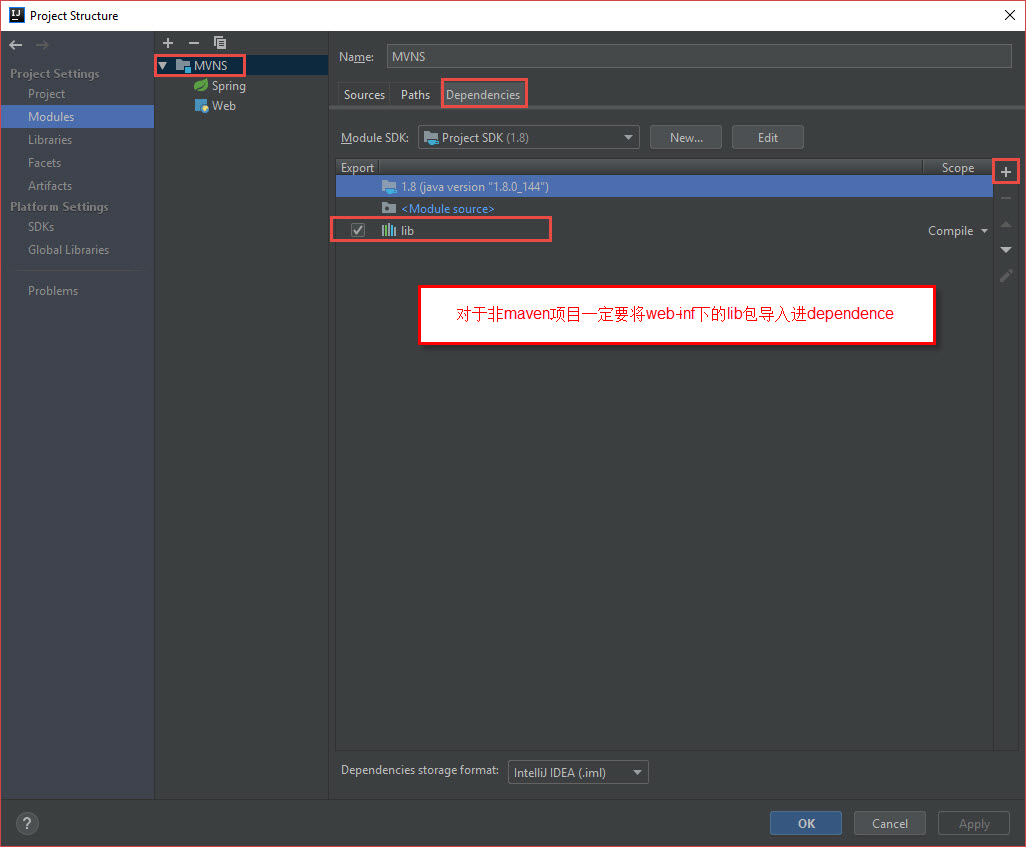 Project Structure
Project Settings
Project
Modules
Libraries
Facets
Artifacts
Platform Settings
SDKs
Global Libraries
Problems
MVNS
Spring
Web
Name: MVNS
Sources Paths Dependencies
Module SDK: Project SDK (1.8) New... Edit
Export Scope
1.8 (java version "1.8.0_144")
<Module source>
lib Compile
对于非maven项目一定要将web-inf下的lib包导入进dependence
Dependencies storage format: IntelliJ IDEA (.iml)
? OK Cancel Apply